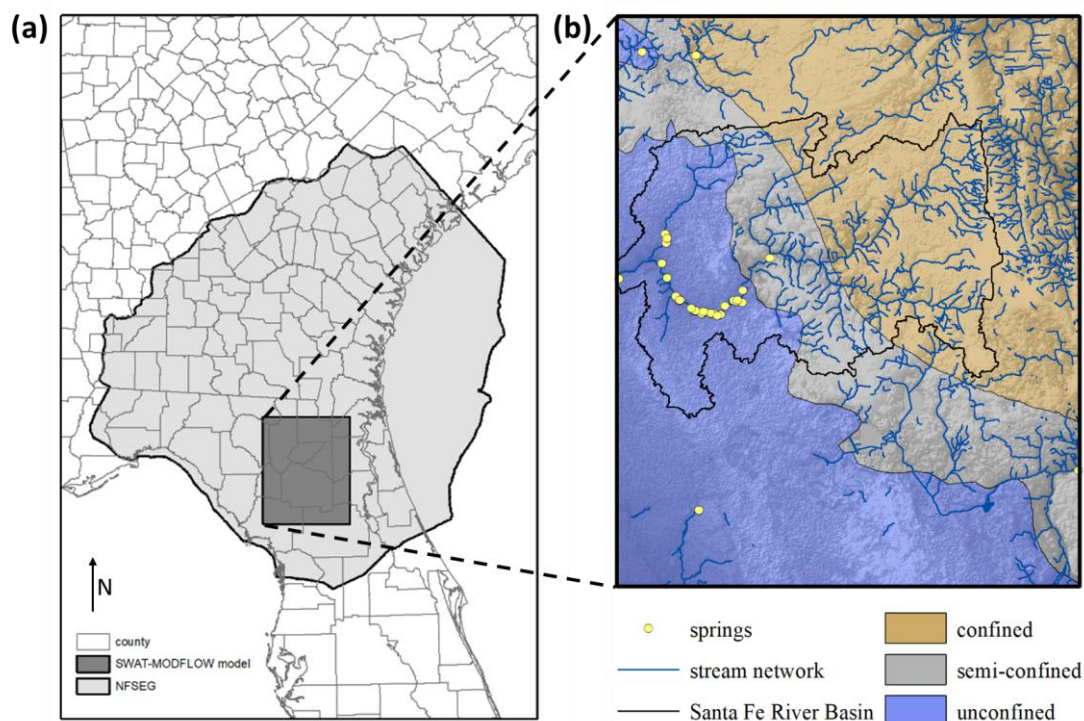 (a)
(b)
N
county
SWAT-MODFLOW model
NFSEG
springs
stream network
Santa Fe River Basin
confined
semi-confined
unconfined